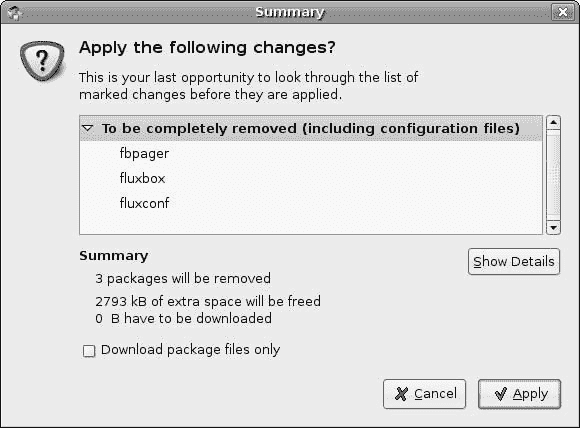 Summary
Apply the following changes?
This is your last opportunity to look through the list of
marked changes before they are applied.
To be completely removed (including configuration files)
fbpager
fluxbox
fluxconf
Summary
Show Details
3 packages will be removed
2793 kB of extra space will be freed
0 B have to be downloaded
Download package files only
Cancel
Apply